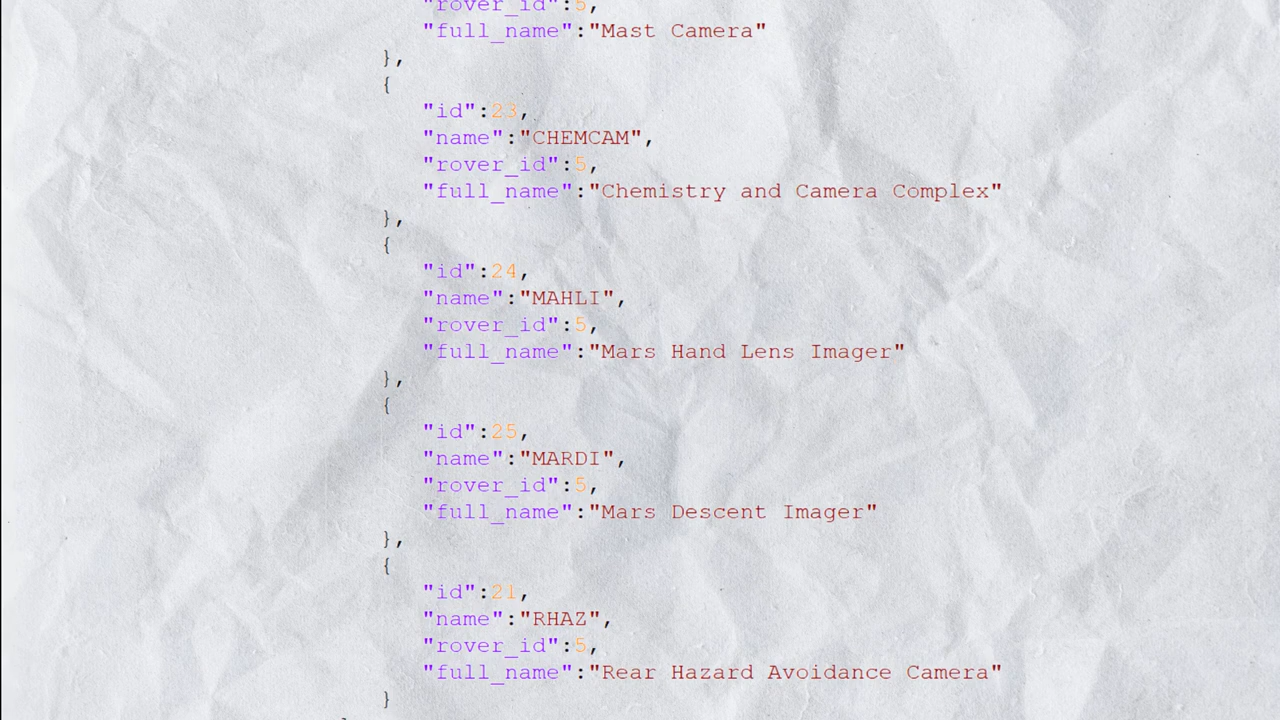 "rover_id":5,
"full_name":"Mast Camera"
},
{
"id":23,
"name":"CHEMCAM",
"rover_id":5,
"full_name":"Chemistry and Camera Complex"
},
{
"id":24,
"name":"MAHLI",
"rover_id":5,
"full_name":"Mars Hand Lens Imager"
},
{
"id":25,
"name":"MARDI",
"rover_id":5,
"full_name":"Mars Descent Imager"
},
{
"id":21,
"name":"RHAZ",
"rover_id":5,
"full_name":"Rear Hazard Avoidance Camera"
}